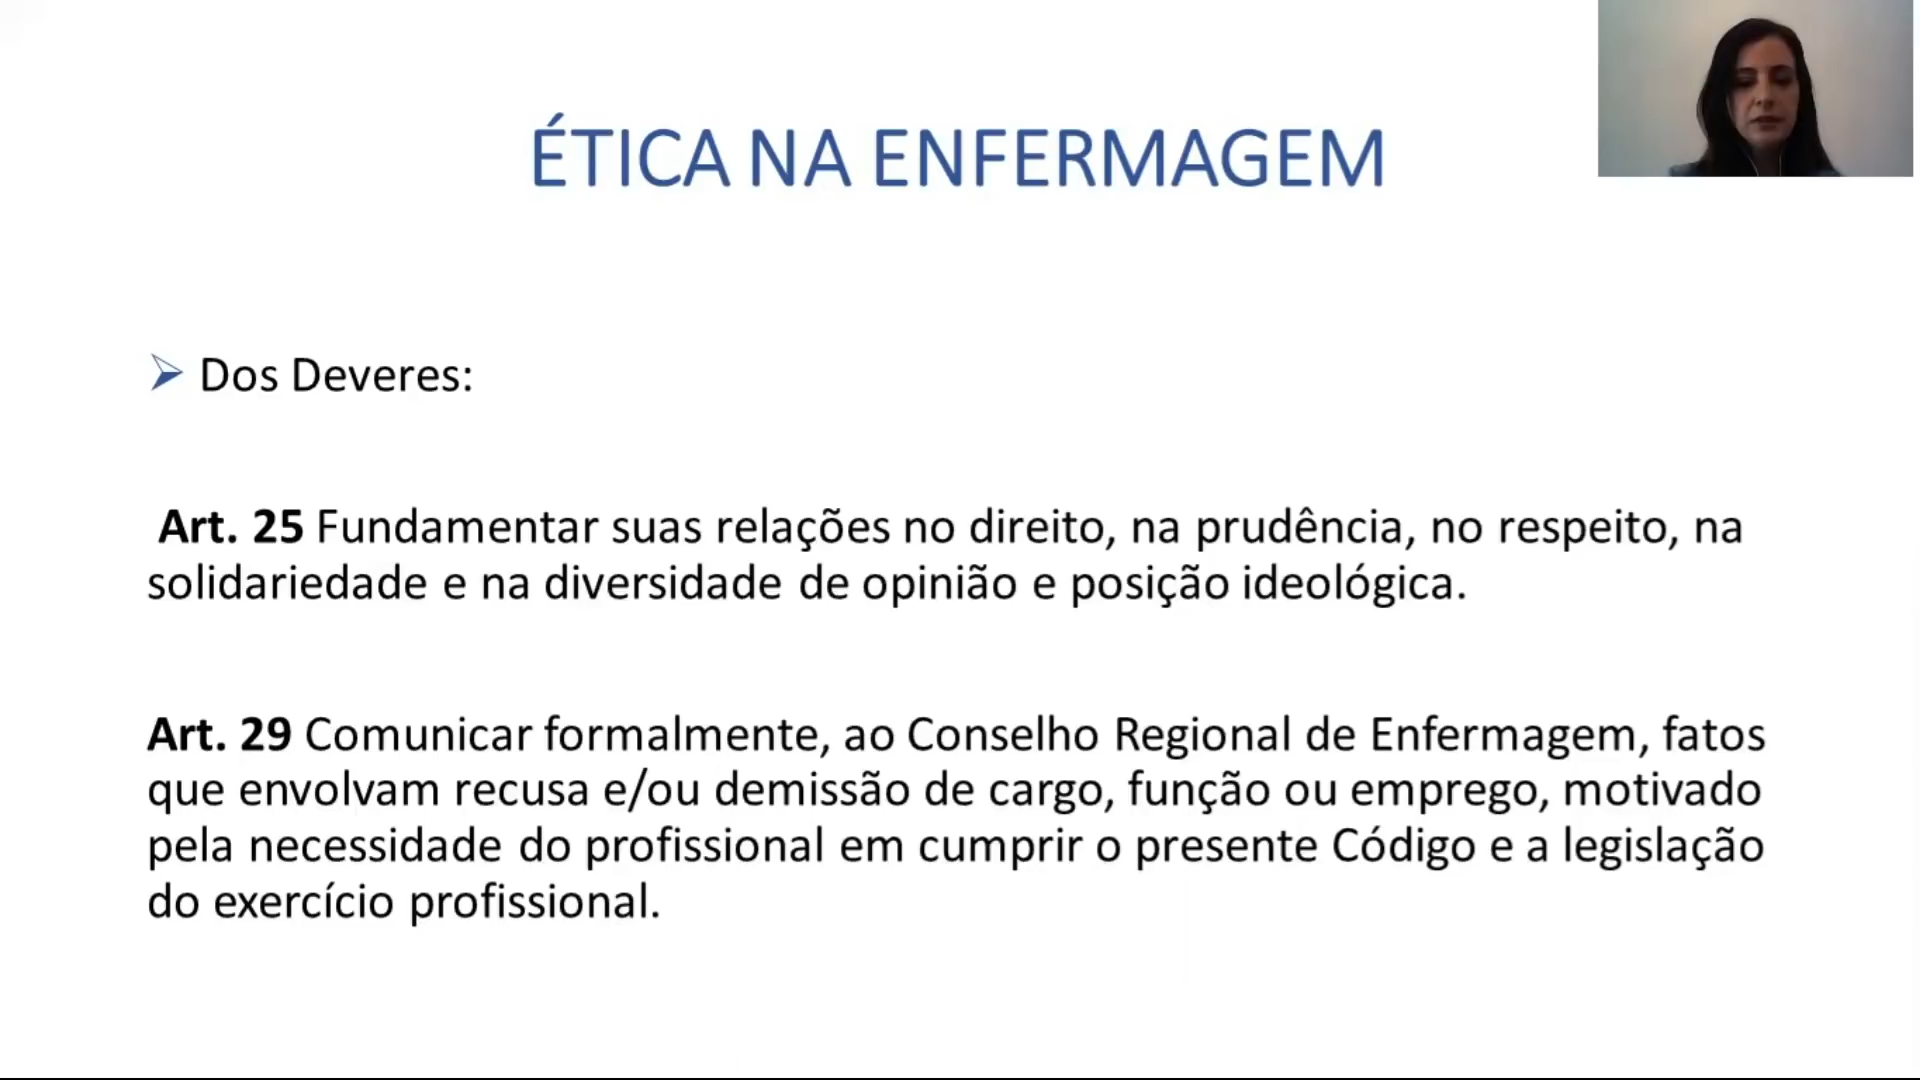 ÉTICA NA ENFERMAGEM
Dos Deveres:
Art. 25 Fundamentar suas relações no direito, na prudência, no respeito, na
solidariedade e na diversidade de opinião e posição ideológica.
Art. 29 Comunicar formalmente, ao Conselho Regional de Enfermagem, fatos
que envolvam recusa e/ou demissão de cargo, função ou emprego, motivado
pela necessidade do profissional em cumprir o presente Código e a legislação
do exercício profissional.